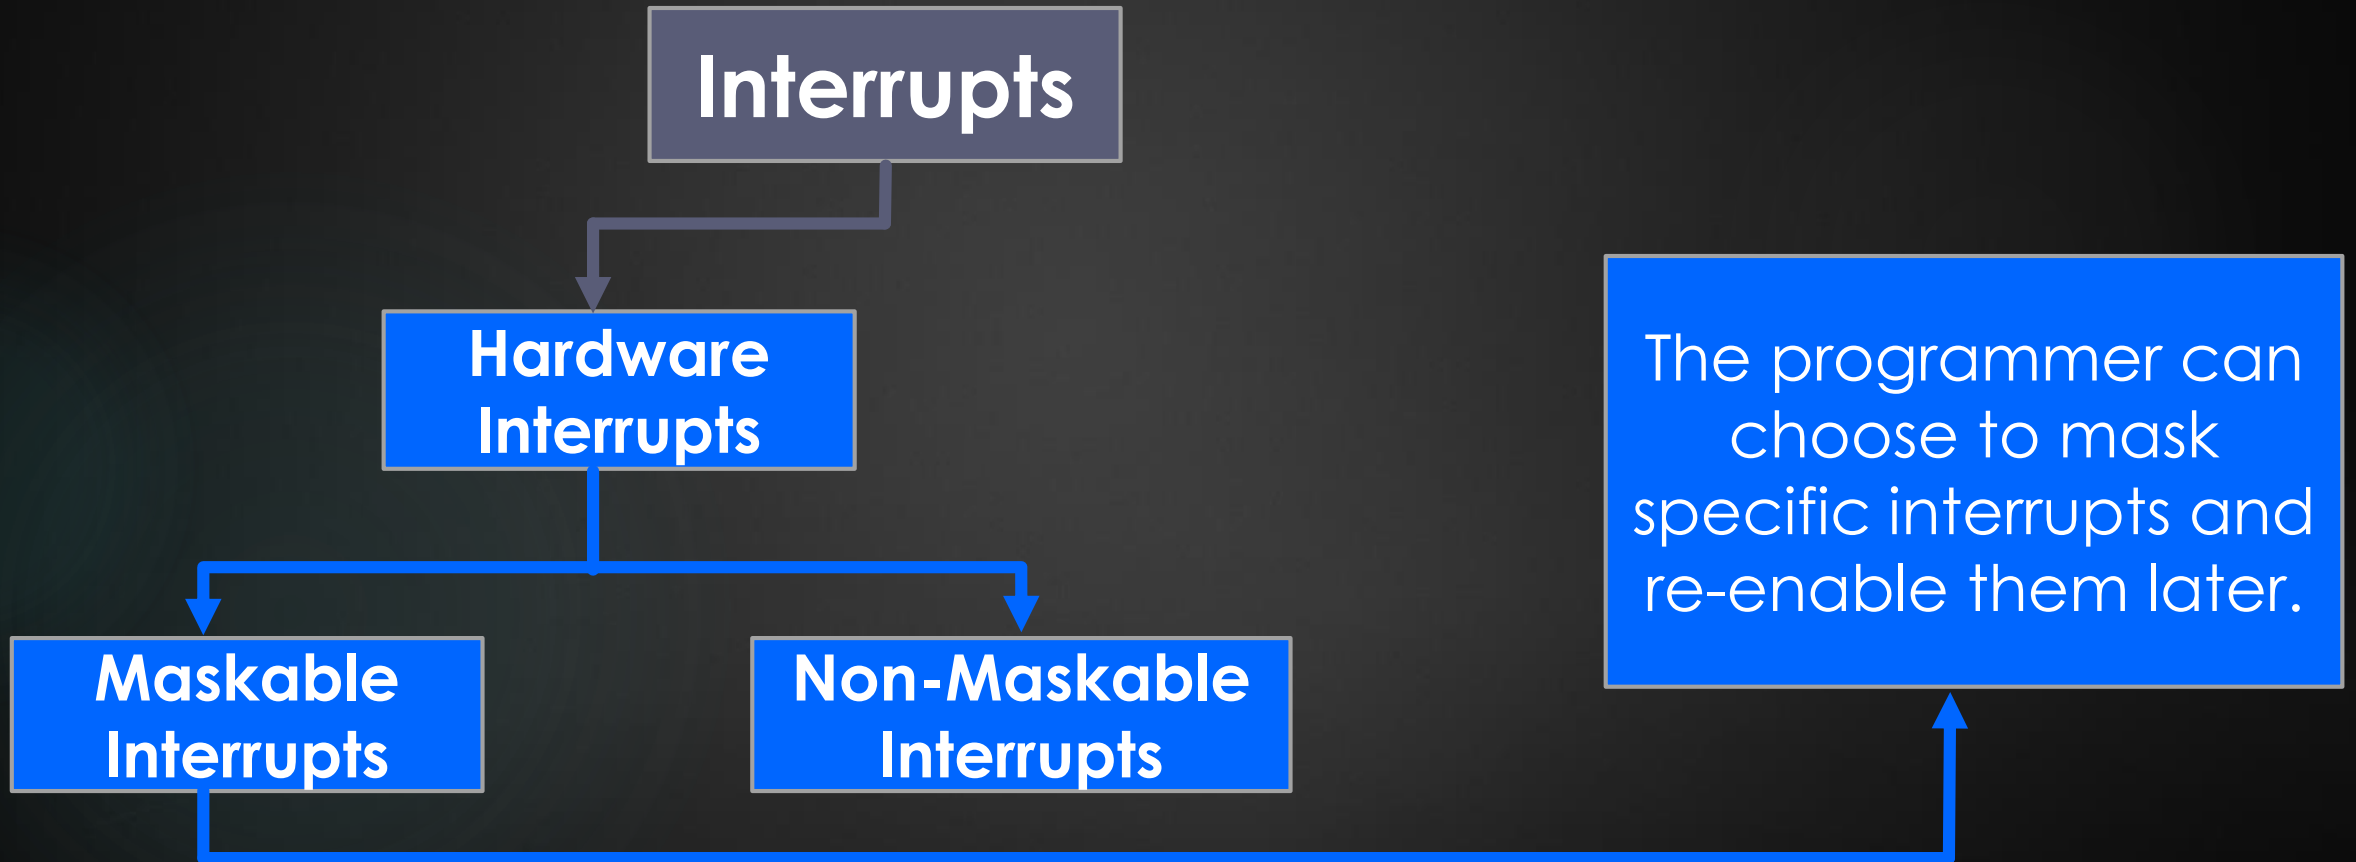 Interrupts
Hardware
Interrupts
The programmer can
choose to mask
specific interrupts and
re-enable them later.
Maskable
Interrupts
Non-Maskable
Interrupts